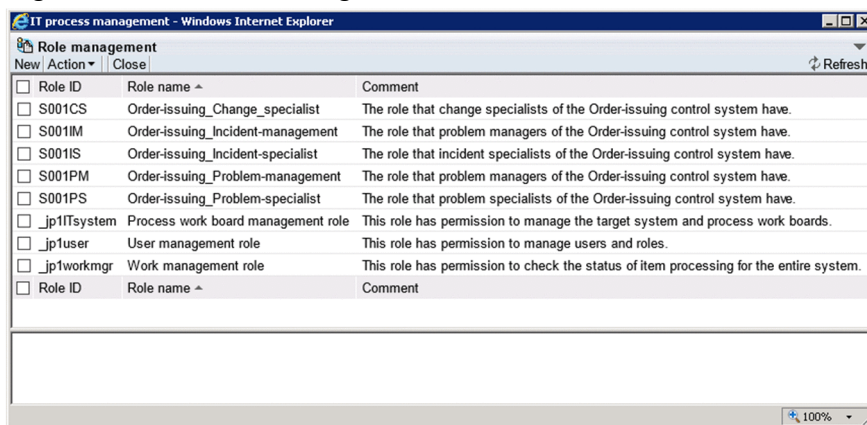 IT process management - Windows Internet Explorer
Role management
New Action Close Refresh
Role ID Role name Comment
S001CS Order-issuing_Change_specialist The role that change specialists of the Order-issuing control system have.
S001IM Order-issuing_Incident-management The role that problem managers of the Order-issuing control system have.
S001IS Order-issuing_Incident-specialist The role that incident specialists of the Order-issuing control system have.
S001PM Order-issuing_Problem-management The role that problem managers of the Order-issuing control system have.
S001PS Order-issuing_Problem-specialist The role that problem specialists of the Order-issuing control system have.
_jp1ITsystem Process work board management role This role has permission to manage the target system and process work boards.
_jp1user User management role This role has permission to manage users and roles.
_jp1workmgr Work management role This role has permission to check the status of item processing for the entire system.
Role ID Role name Comment
100%